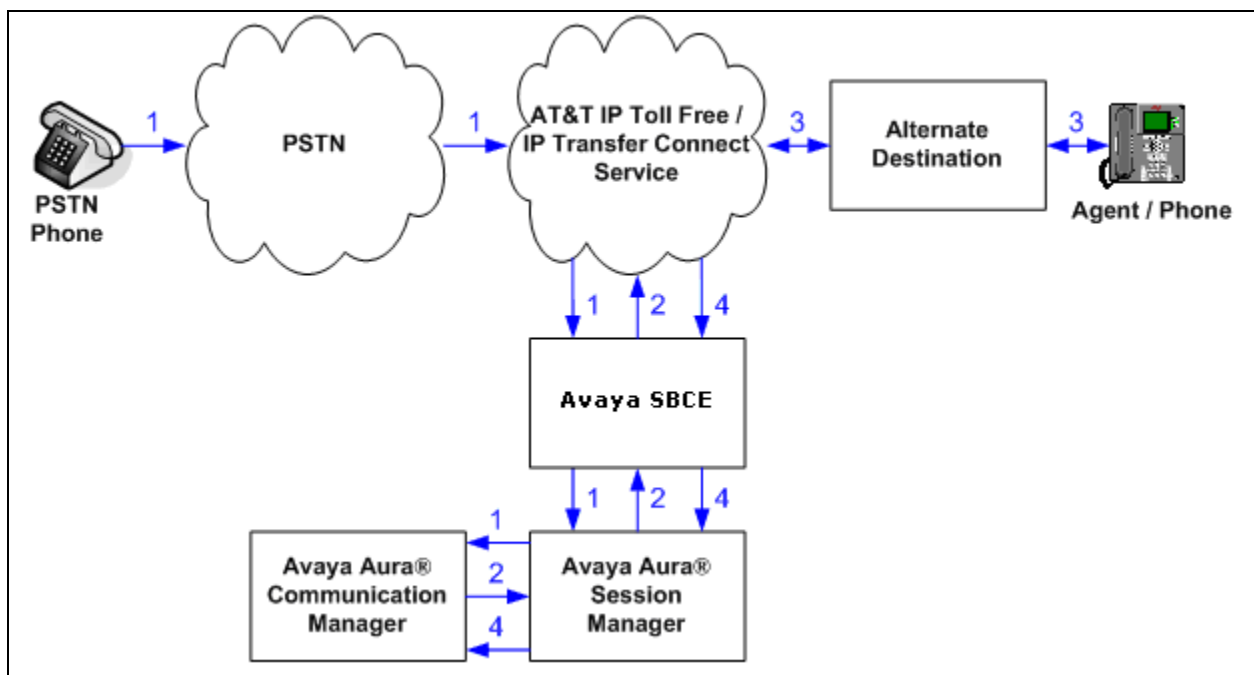 1
PSTN
Phone
PSTN
1
AT&T IP Toll Free /
IP Transfer Connect
Service
3
Alternate
Destination
3
Agent / Phone
1
2
4
Avaya SBCE
1
2
4
1
2
4
Avaya Aura®
Communication
Manager
Avaya Aura®
Session
Manager